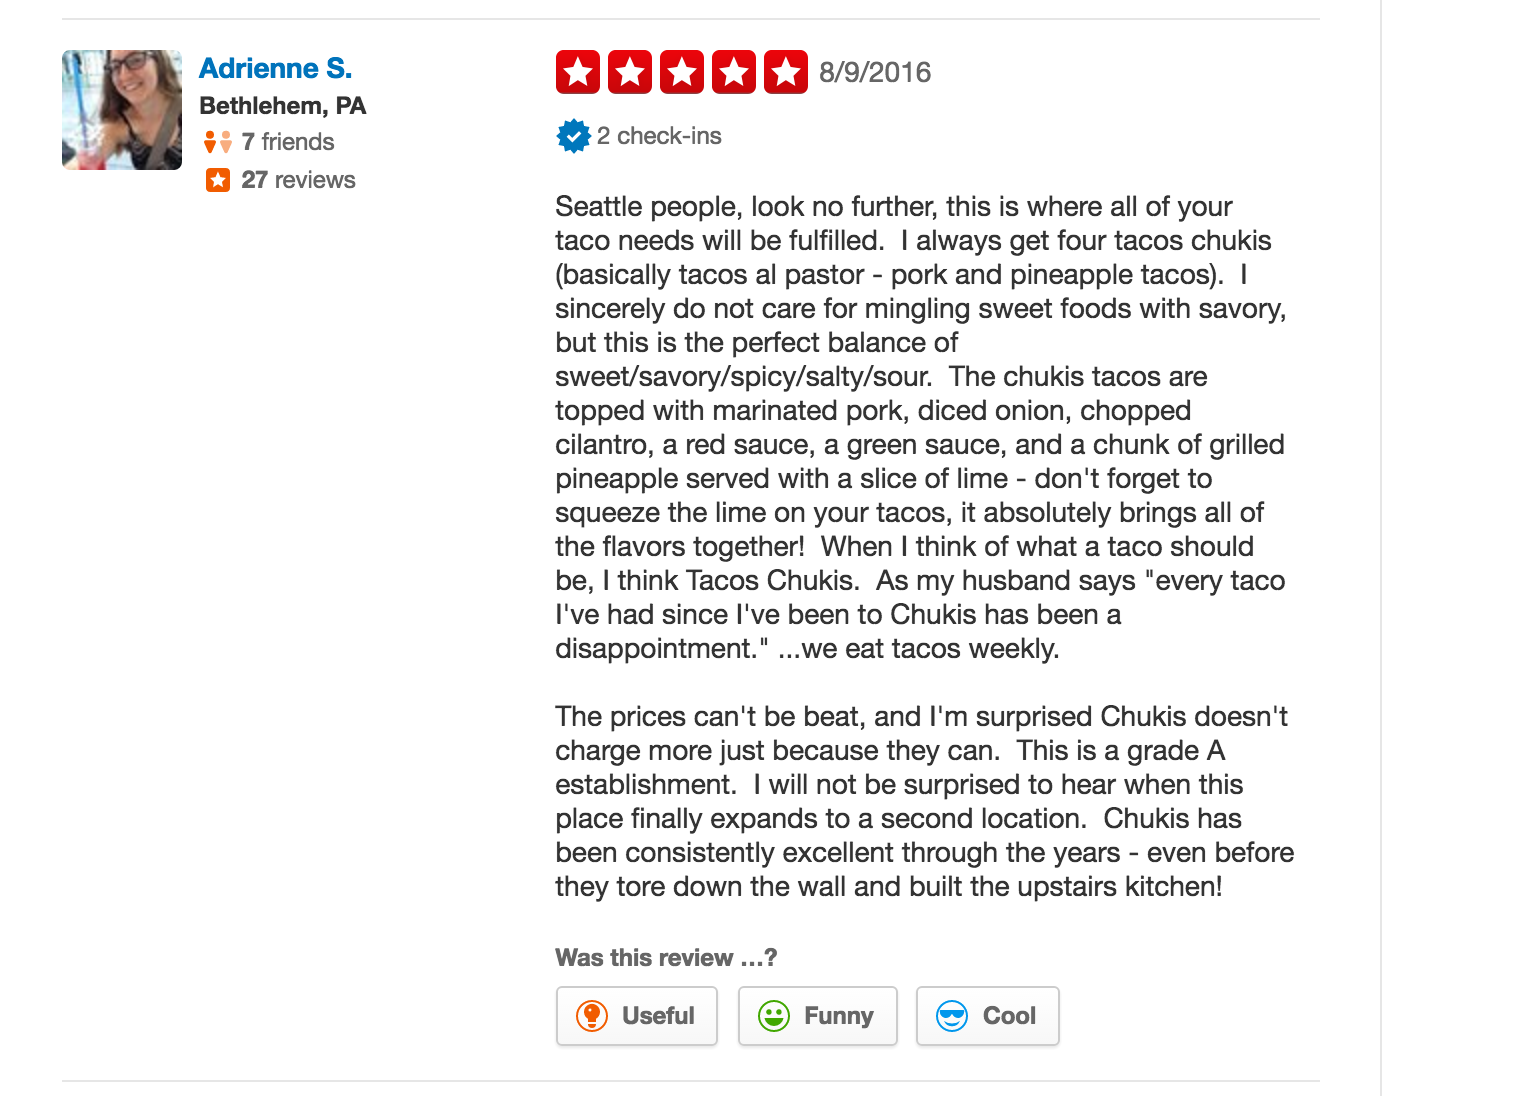 Adrienne S.
Bethlehem, PA
7 friends
27 reviews
8/9/2016
2 check-ins
Seattle people, look no further, this is where all of your
taco needs will be fulfilled.  I always get four tacos chukis
(basically tacos al pastor - pork and pineapple tacos).  I
sincerely do not care for mingling sweet foods with savory,
but this is the perfect balance of
sweet/savory/spicy/salty/sour.  The chukis tacos are
topped with marinated pork, diced onion, chopped
cilantro, a red sauce, a green sauce, and a chunk of grilled
pineapple served with a slice of lime - don't forget to
squeeze the lime on your tacos, it absolutely brings all of
the flavors together!  When I think of what a taco should
be, I think Tacos Chukis.  As my husband says "every taco
I've had since I've been to Chukis has been a
disappointment." ...we eat tacos weekly.
The prices can't be beat, and I'm surprised Chukis doesn't
charge more just because they can.  This is a grade A
establishment.  I will not be surprised to hear when this
place finally expands to a second location.  Chukis has
been consistently excellent through the years - even before
they tore down the wall and built the upstairs kitchen!
Was this review ...?
Useful
Funny
Cool